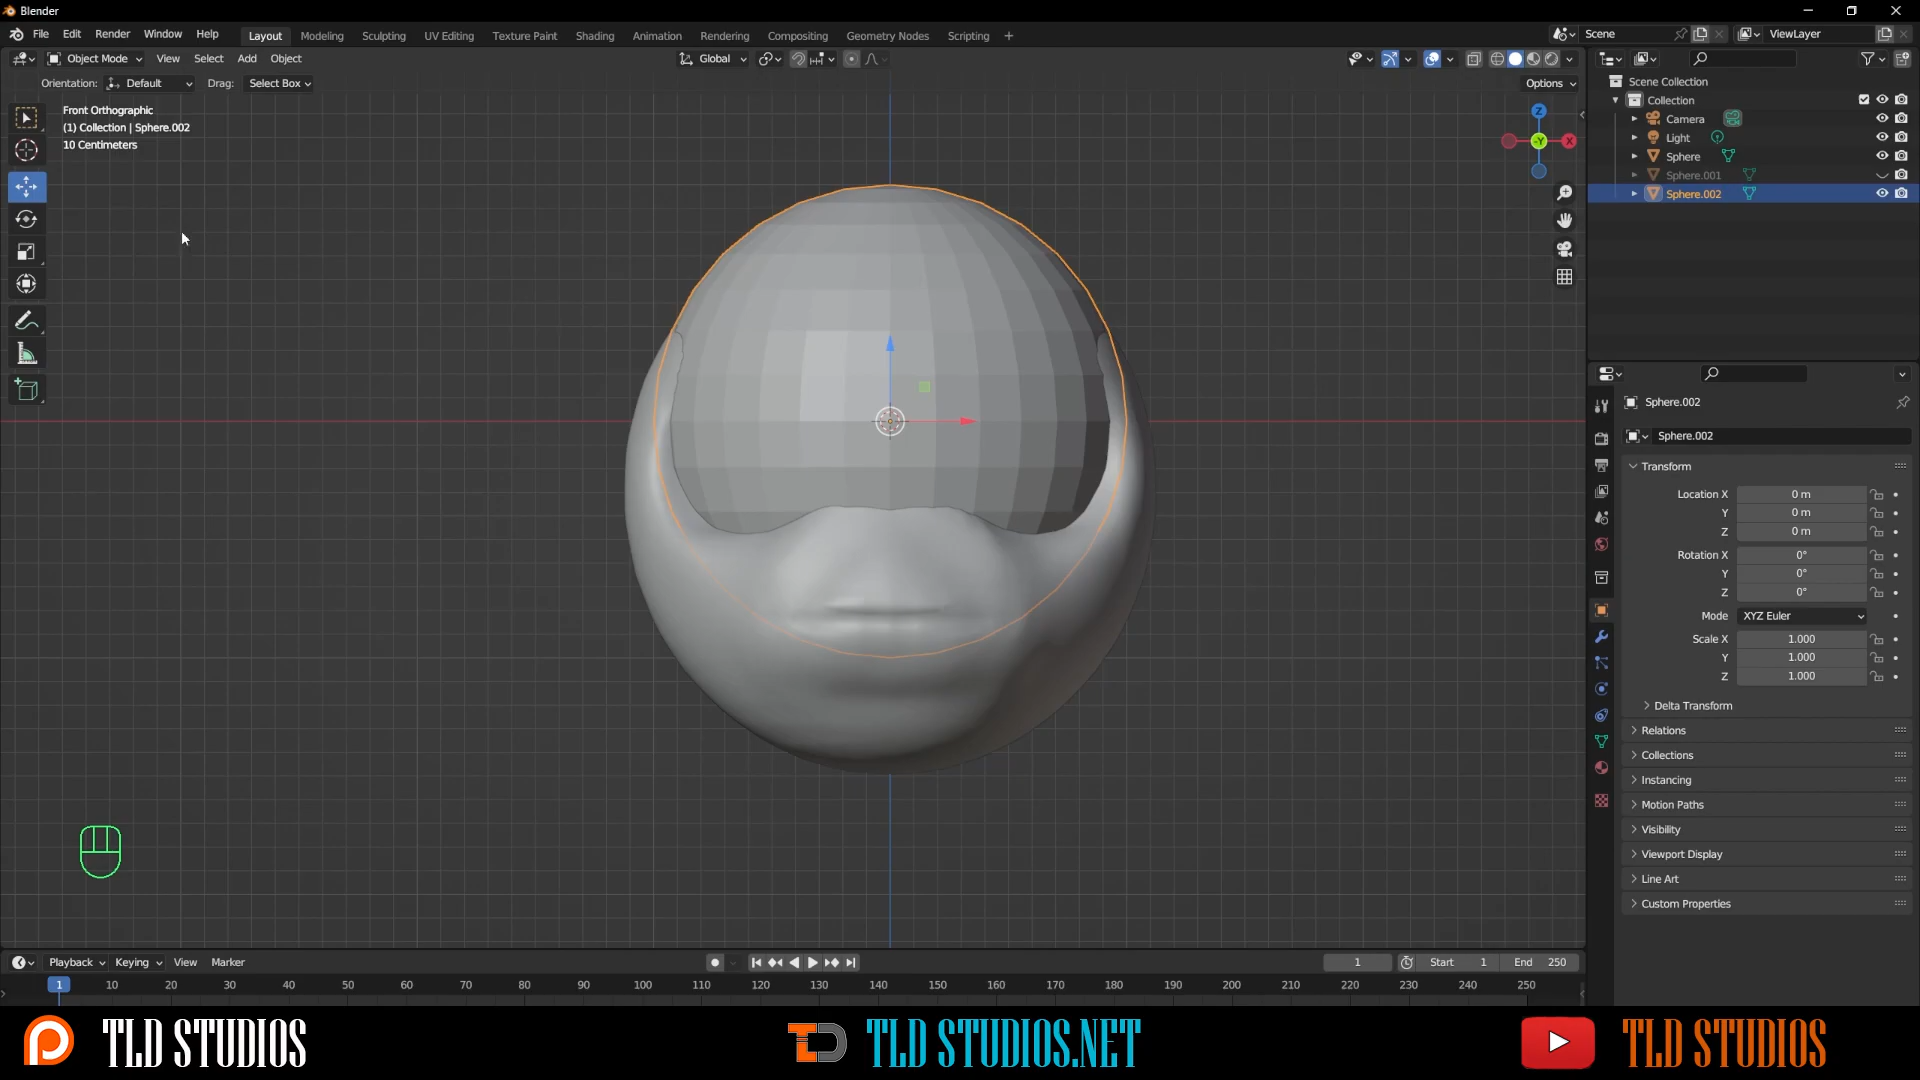 Blender
File Edit Render Window Help Layout Modeling Sculpting UV Editing Texture Paint Shading Animation Rendering Compositing Geometry Nodes Scripting + Scene ViewLayer
Object Mode View Select Add Object Global
Orientation: Default Drag: Select Box Options
Front Orthographic
(1) Collection | Sphere.002
10 Centimeters
Z
-Y
X
Scene Collection
Collection
Camera
Light
Sphere
Sphere.001
Sphere.002
Sphere.002
Sphere.002
Transform
Location X 0 m
Y 0 m
Z 0 m
Rotation X 0°
Y 0°
Z 0°
Mode XYZ Euler
Scale X 1.000
Y 1.000
Z 1.000
Delta Transform
Relations
Collections
Instancing
Motion Paths
Visibility
Viewport Display
Line Art
Custom Properties
Playback Keying View Marker 1 Start 1 End 250
1 10 20 30 40 50 60 70 80 90 100 110 120 130 140 150 160 170 180 190 200 210 220 230 240 250
TLD STUDIOS TLD STUDIOS.NET TLD STUDIOS